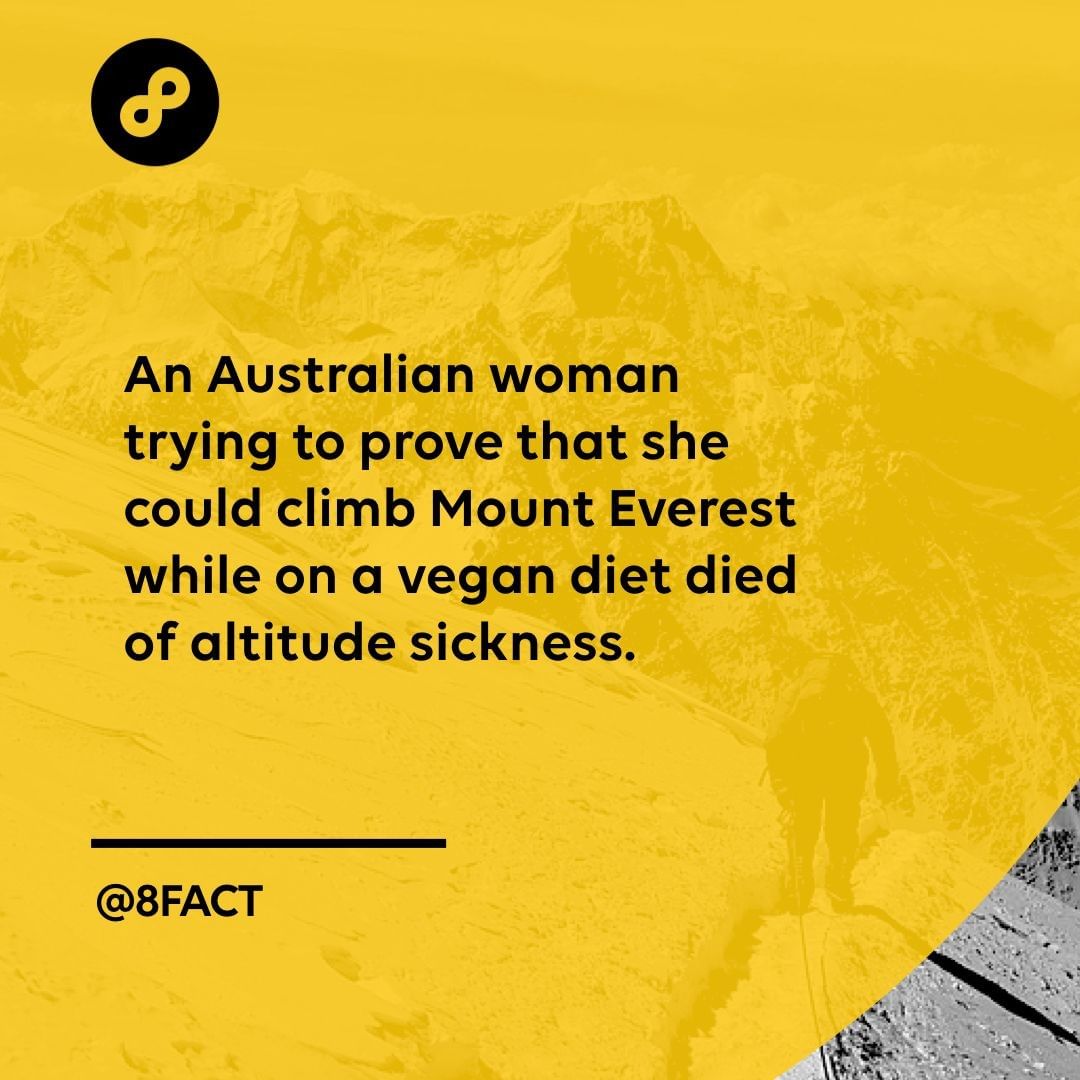 An Australian woman
trying to prove that she
could climb Mount Everest
while on a vegan diet died
of altitude sickness.
@8FACT